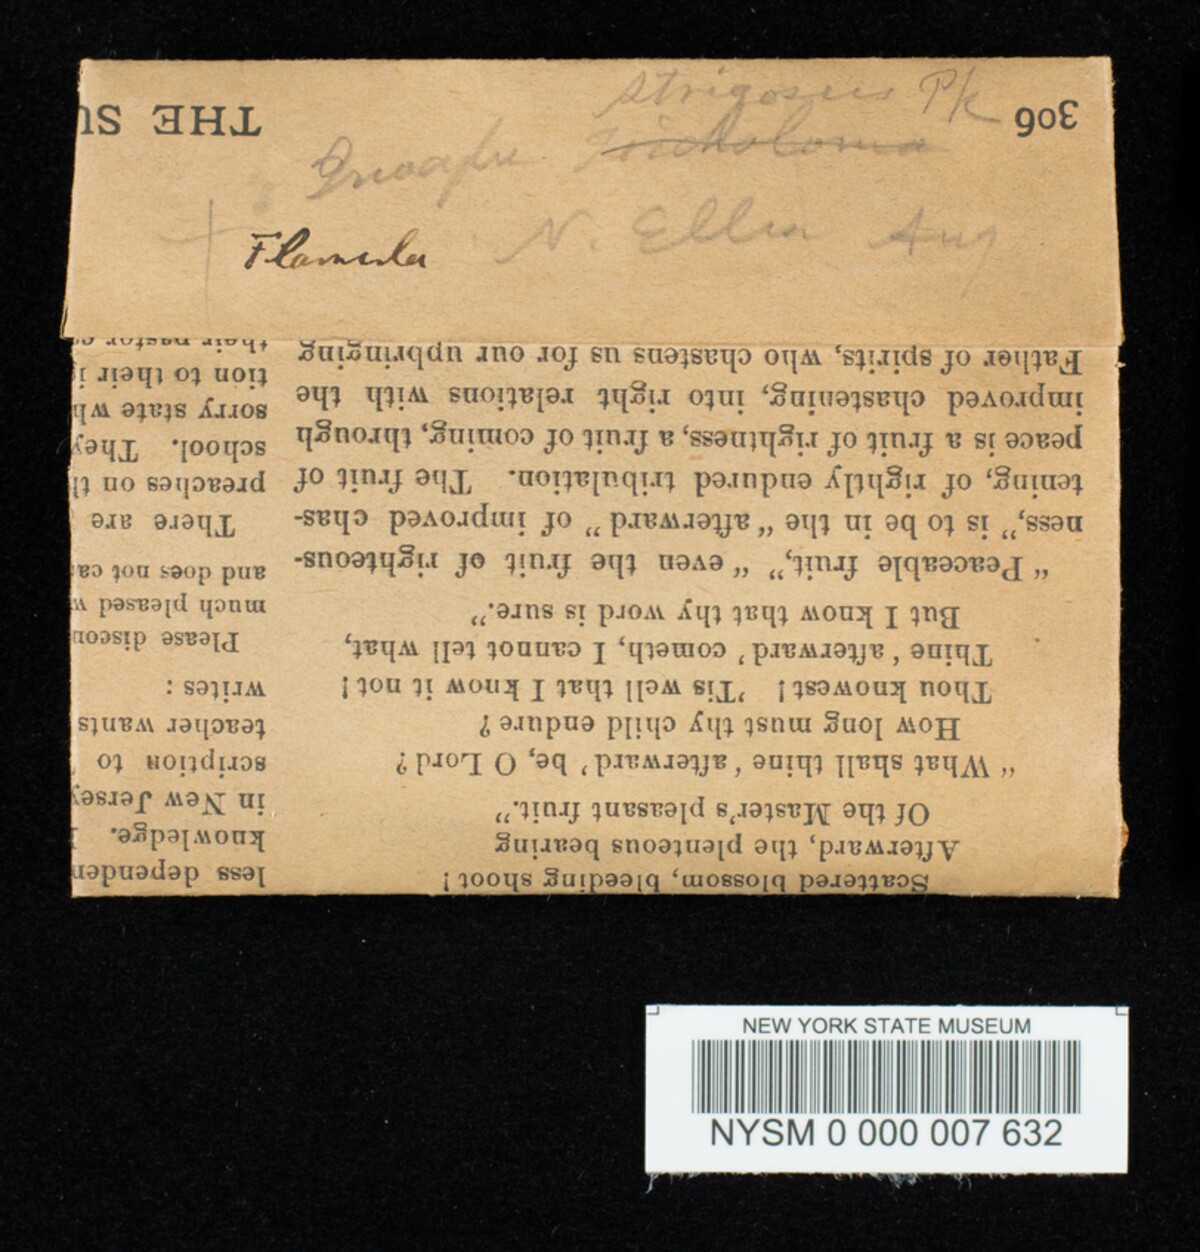 strigosus Pk
Tricholoma
N. Ellen Aug
Flamula
306
THE SU
Scattered blossom, bleeding shoot!
Afterward, the plenteous bearing
Of the Master's pleasant fruit."
" What shall thine ' afterward ' be, O Lord?
How long must thy child endure?
Thou knowest! 'Tis well that I know it not!
Thine ' afterward ' cometh, I cannot tell what,
But I know that thy word is sure."
" Peaceable fruit," " even the fruit of righteous-
ness," is to be in the " afterward " of improved chas-
tening, of rightly endured tribulation. The fruit of
peace is a fruit of rightness, a fruit of coming, through
improved chastening, into right relations with the
Father of spirits, who chastens us for our upbringing
less dependen
knowledge.
in New Jersey
scription to
teacher wants
writes :
Please discon
much pleased w
and does not ca
There are
preaches on th
school. They
sorry state wh
tion to their i
their pastor
NEW YORK STATE MUSEUM
NYSM 0 000 007 632